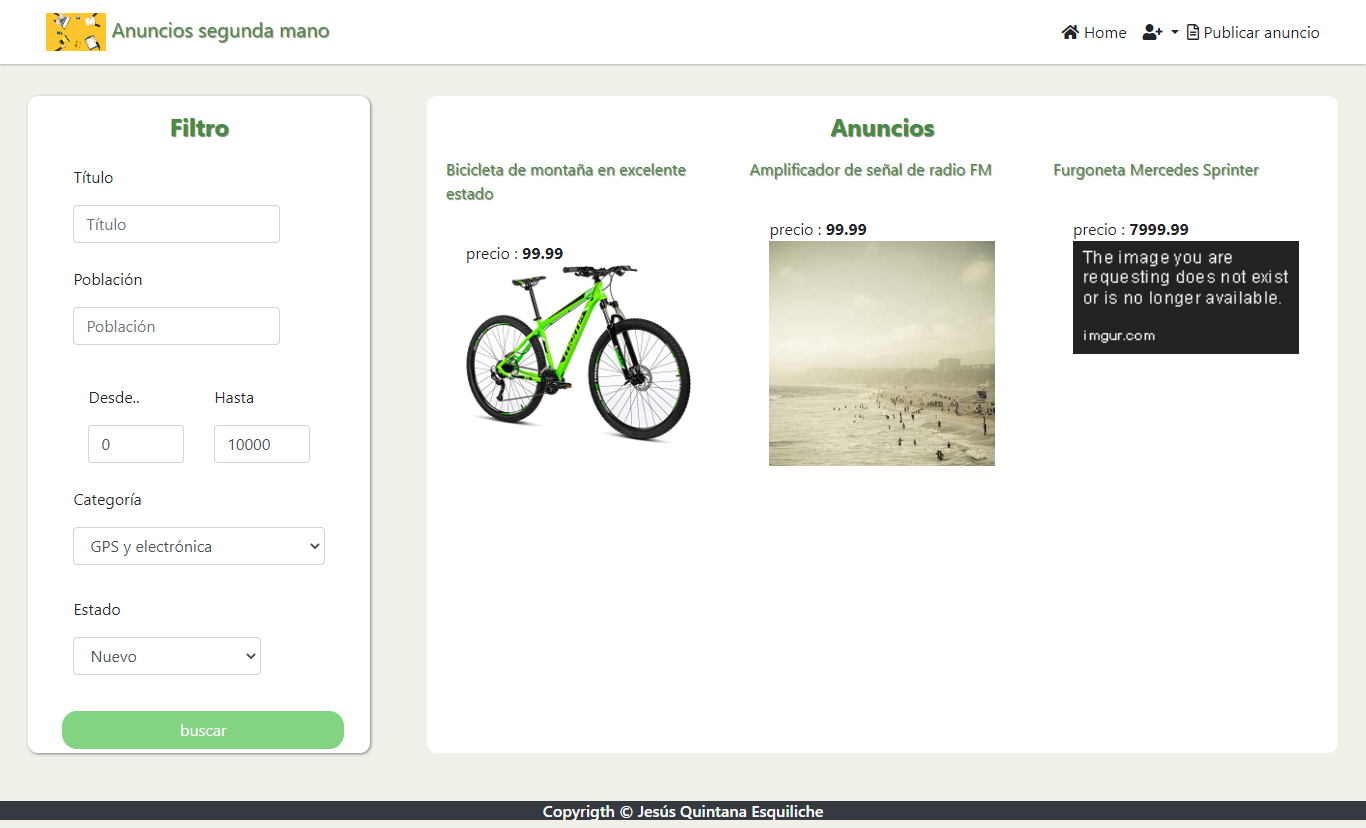 Anuncios segunda mano
Home
Publicar anuncio
Filtro
Título
Título
Población
Población
Desde..
Hasta
0
10000
Categoría
GPS y electrónica
Estado
Nuevo
buscar
Anuncios
Bicicleta de montaña en excelente
estado
precio : 99.99
Amplificador de señal de radio FM
precio : 99.99
Furgoneta Mercedes Sprinter
precio : 7999.99
The image you are
requesting does not exist
or is no longer available.
imgur.com
Copyrigth © Jesús Quintana Esquiliche